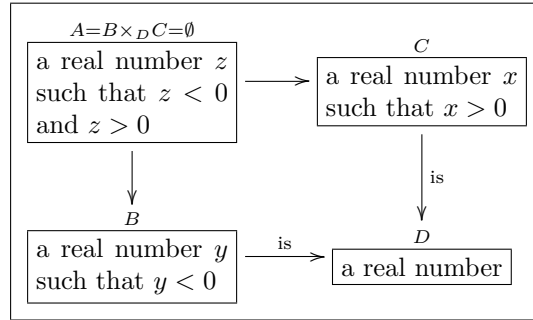 A=B×_D C=∅
a real number z
such that z < 0
and z > 0
C
a real number x
such that x > 0
is
B
a real number y
such that y < 0
is
D
a real number